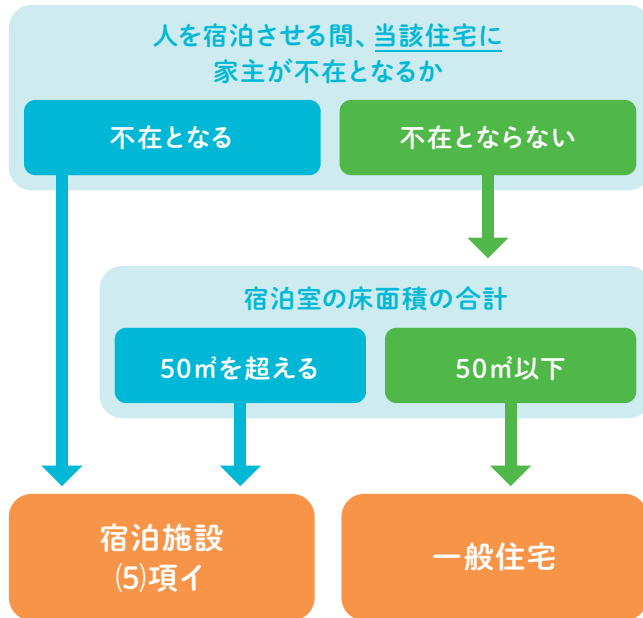 人を宿泊させる間、当該住宅に
家主が不在となるか
不在となる
不在とならない
宿泊室の床面積の合計
50㎡を超える
50㎡以下
宿泊施設
(5)項イ
一般住宅